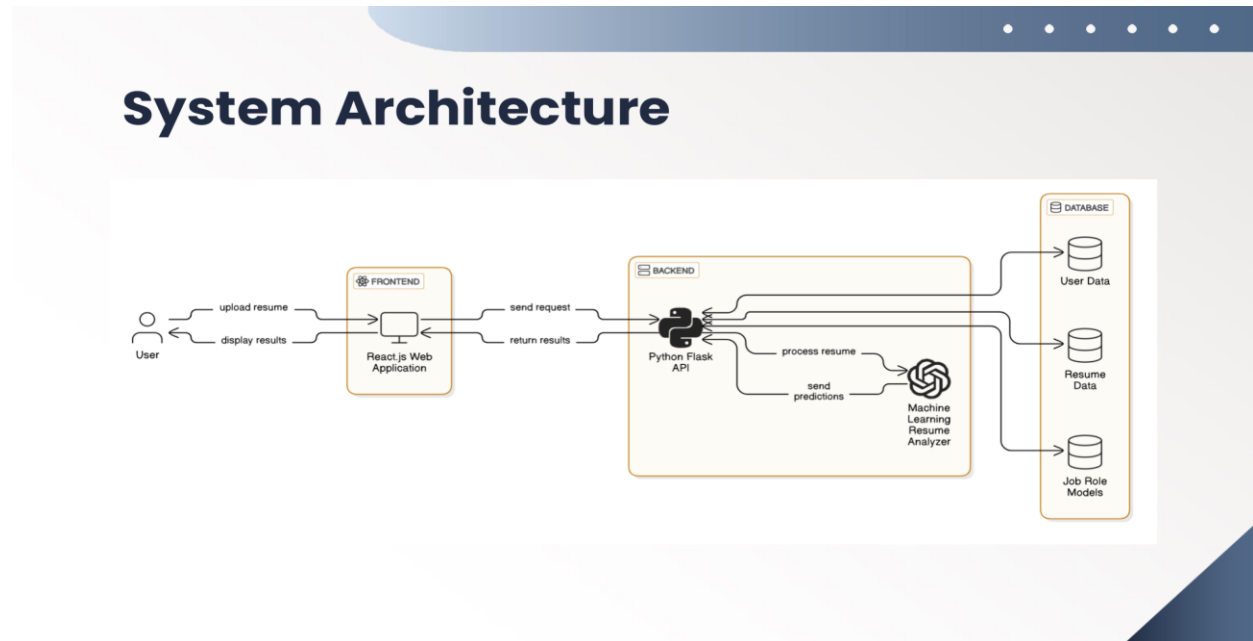 System Architecture
DATABASE
User Data
BACKEND
FRONTEND
upload resume
send request
display results
return results
User
React.js Web
Application
Python Flask
API
process resume
send
predictions
Machine
Learning
Resume
Analyzer
Resume
Data
Job Role
Models